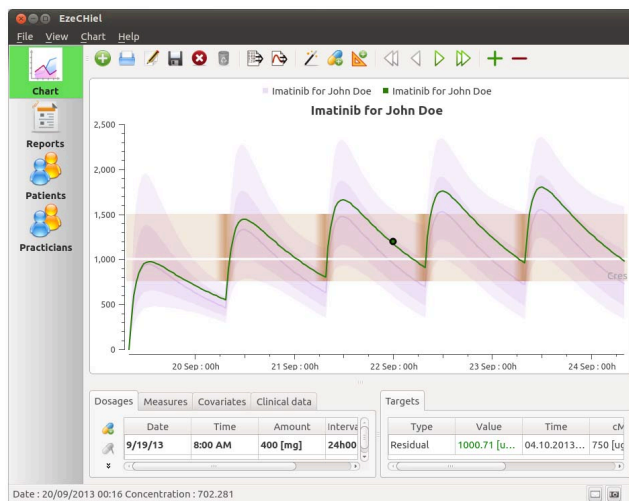 EzeCHiel
File View Chart Help
Chart
Reports
Patients
Practicians
Imatinib for John Doe Imatinib for John Doe
Imatinib for John Doe
2,500
2,000
1,500
1,000
500
0
Cres
20 Sep : 00h 21 Sep : 00h 22 Sep : 00h 23 Sep : 00h 24 Sep : 00h
Dosages Measures Covariates Clinical data
Date Time Amount Interva
9/19/13 8:00 AM 400 [mg] 24h00
Targets
Type Value Time cM
Residual 1000.71 [u... 04.10.2013... 750 [ug
Date : 20/09/2013 00:16 Concentration : 702.281